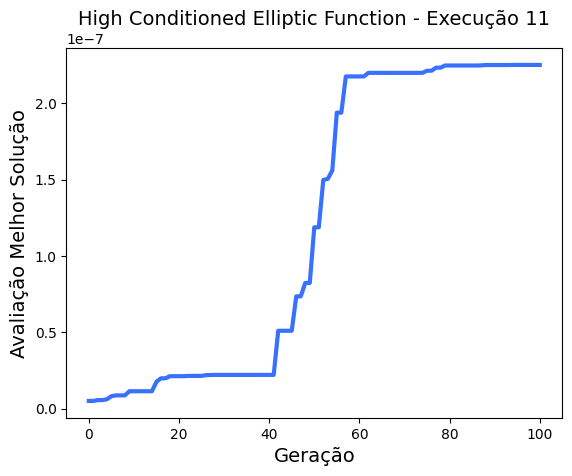 High Conditioned Elliptic Function - Execução 11
1e−7
2.0
1.5
1.0
0.5
0.0
Avaliação Melhor Solução
0 20 40 60 80 100
Geração